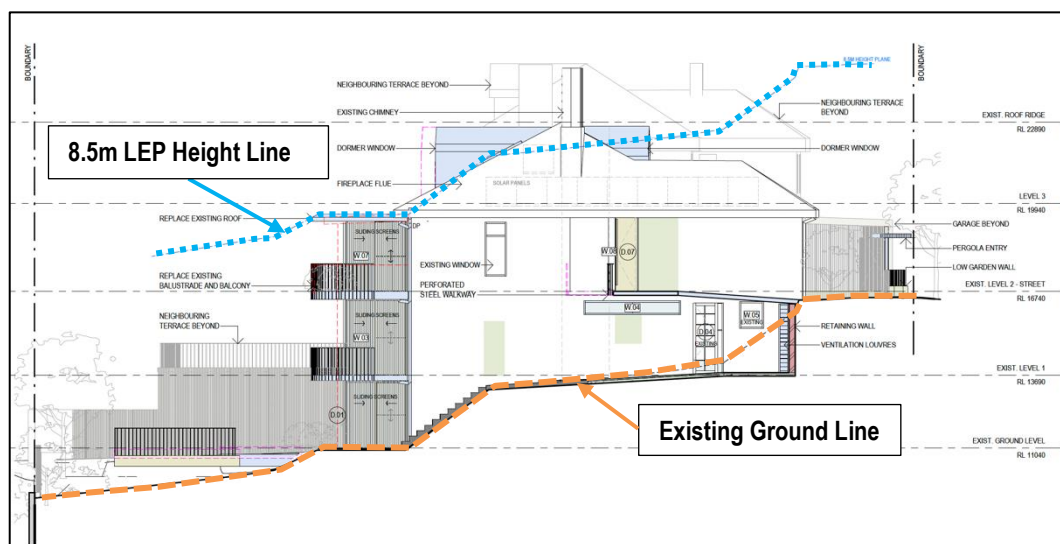 BOUNDARY
8.5M HEIGHT PLANE
BOUNDARY
NEIGHBOURING TERRACE BEYOND
EXISTING CHIMNEY
NEIGHBOURING TERRACE
BEYOND
EXIST. ROOF RIDGE
RL 22890
8.5m LEP Height Line
DORMER WINDOW
DORMER WINDOW
FIREPLACE FLUE
SOLAR PANELS
LEVEL 3
RL 19940
REPLACE EXISTING ROOF
DP
GARAGE BEYOND
SLIDING SCREENS
W.07
W.08
D.07
PERGOLA ENTRY
EXISTING WINDOW
LOW GARDEN WALL
REPLACE EXISTING
BALUSTRADE AND BALCONY
PERFORATED
STEEL WALKWAY
EXIST. LEVEL 2 - STREET
RL 16740
W.04
W.05
EXISTING
SLIDING SCREENS
NEIGHBOURING
TERRACE BEYOND
W.03
D.04
EXISTING
RETAINING WALL
VENTILATION LOUVRES
EXIST. LEVEL 1
RL 13690
SLIDING SCREENS
D.01
Existing Ground Line
EXIST. GROUND LEVEL
RL 11040